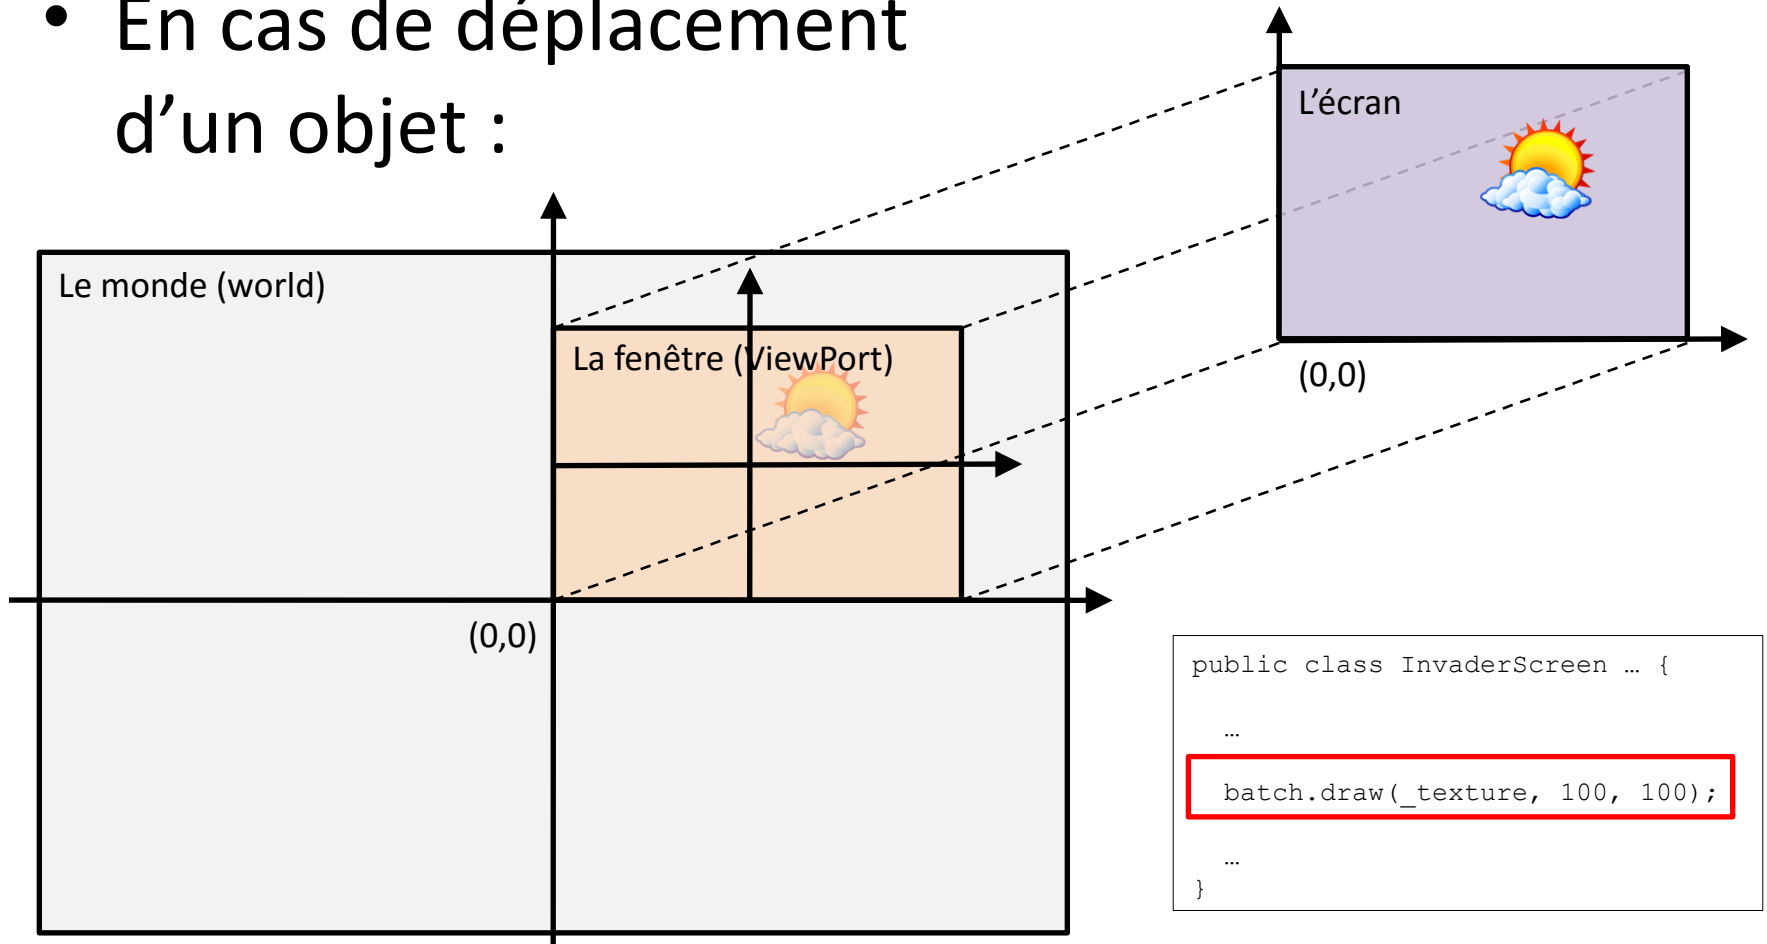 • En cas de déplacement
d’un objet :
L’écran
Le monde (world)
La fenêtre (ViewPort)
(0,0)
(0,0)
public class InvaderScreen … {
…
batch.draw(_texture, 100, 100);
…
}